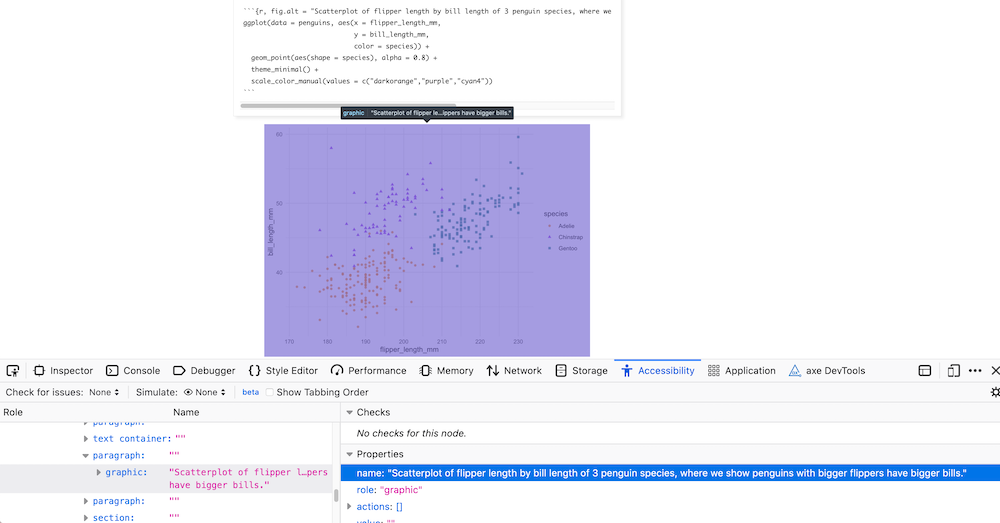 ```{r, fig.alt = "Scatterplot of flipper length by bill length of 3 penguin species, where we
ggplot(data = penguins, aes(x = flipper_length_mm,
y = bill_length_mm,
color = species)) +
geom_point(aes(shape = species), alpha = 0.8) +
theme_minimal() +
scale_color_manual(values = c("darkorange","purple","cyan4"))
```
graphic "Scatterplot of flipper le…ippers have bigger bills."
60
50
40
bill_length_mm
170 180 190 200 210 220 230
flipper_length_mm
species
Adelie
Chinstrap
Gentoo
Inspector Console Debugger Style Editor Performance Memory Network Storage Accessibility Application axe DevTools
Check for issues: None Simulate: None beta Show Tabbing Order
Role Name
paragraph:
text container: ""
paragraph: ""
graphic: "Scatterplot of flipper l…pers
have bigger bills."
paragraph: ""
section: ""
Checks
No checks for this node.
Properties
name: "Scatterplot of flipper length by bill length of 3 penguin species, where we show penguins with bigger flippers have bigger bills."
role: "graphic"
actions: []
value: ""